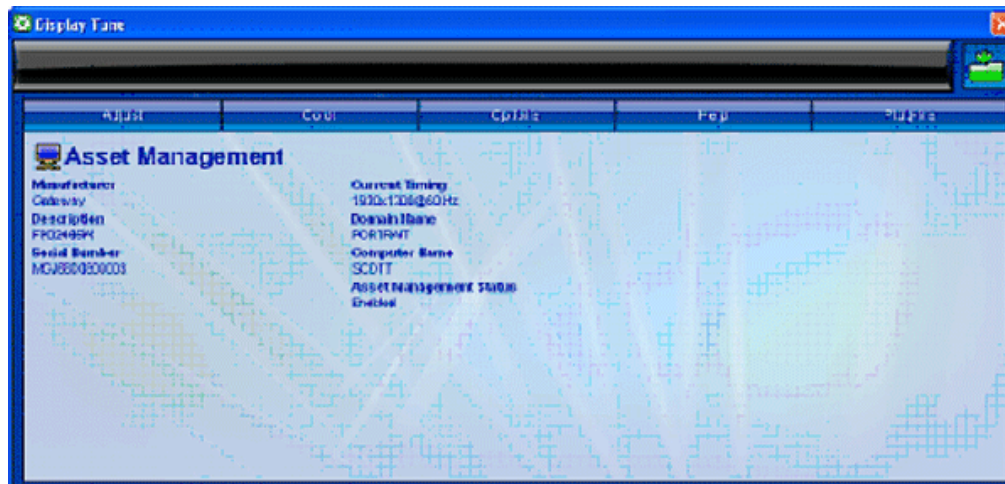 Display Tune
Adjust Color Options Help Plug-ins
Asset Management
Manufacturer
Gateway
Description
Serial Number
Current Timing
Domain Name
PORTRAIT
Computer Name
SCOTT
Asset Management Status
Enabled